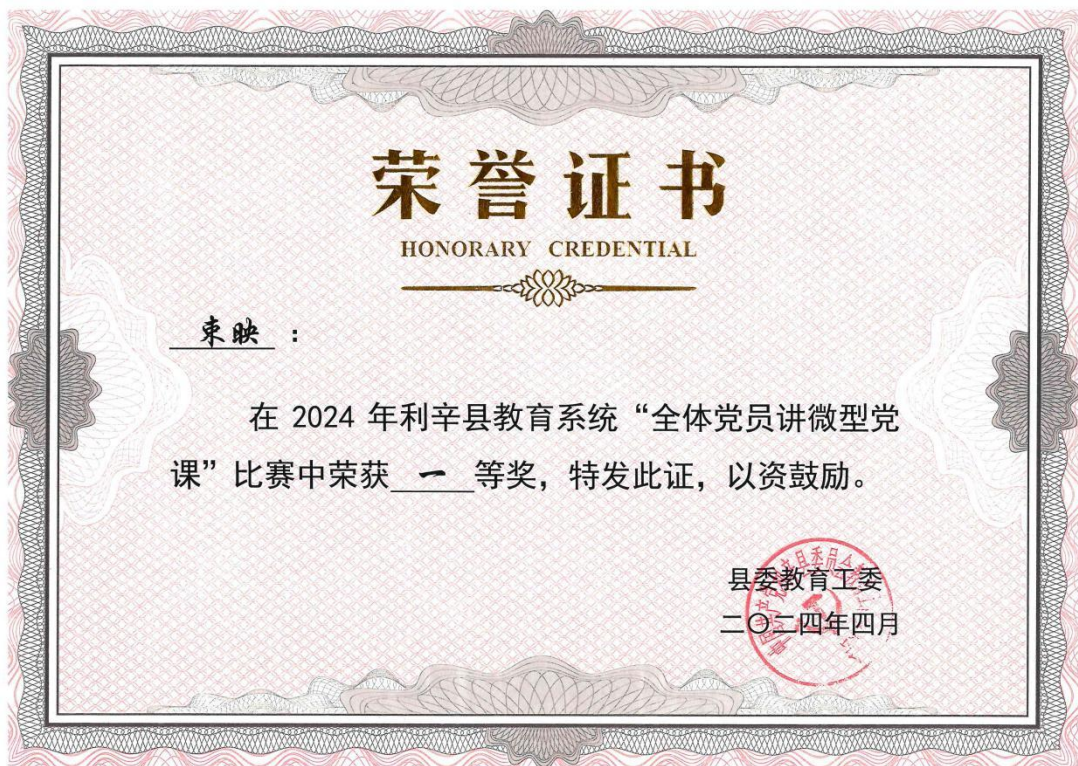 荣誉证书
HONORARY CREDENTIAL
束映：
在 2024 年利辛县教育系统“全体党员讲微型党
课”比赛中荣获一等奖，特发此证，以资鼓励。
县委教育工委
二〇二四年四月